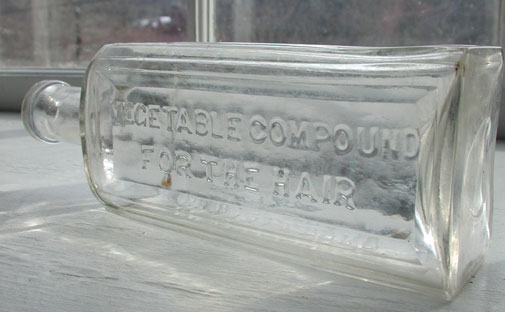 VEGETABLE COMPOUND
FOR THE HAIR